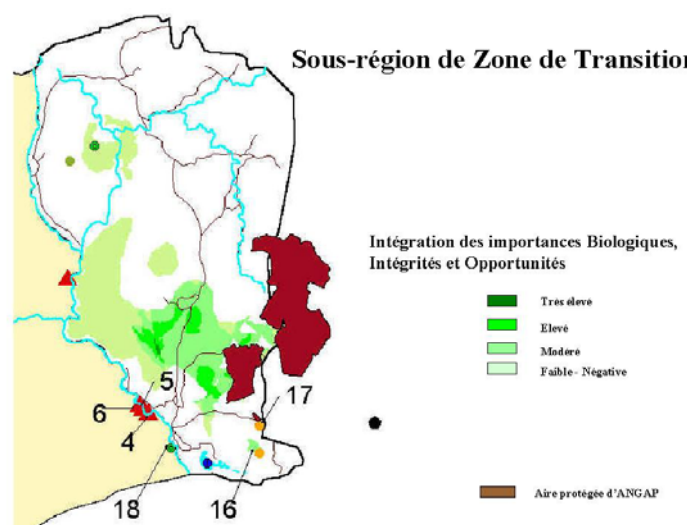 Sous-région de Zone de Transition
Intégration des importances Biologiques,
Intégrités et Opportunités
Trés élevé
Elevé
Modéré
Faible - Négative
Aire protégée d'ANGAP
5
6
4
17
16
18